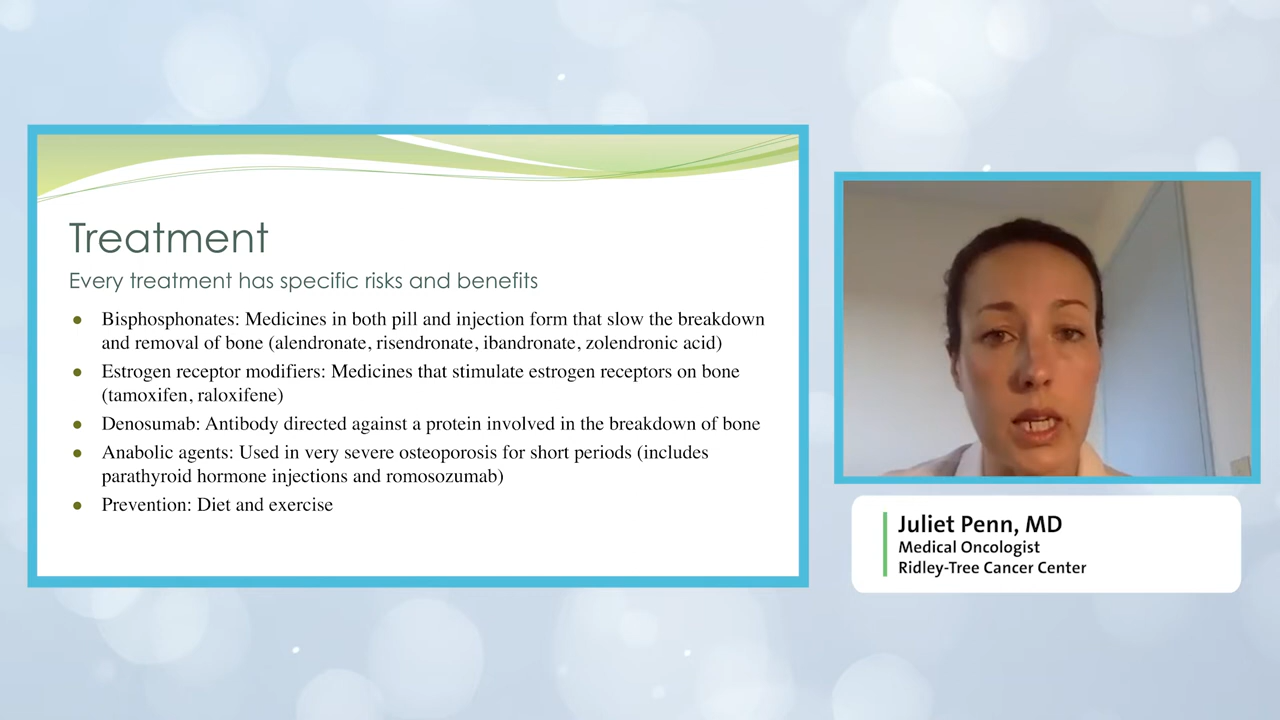 Treatment
Every treatment has specific risks and benefits
● Bisphosphonates: Medicines in both pill and injection form that slow the breakdown
and removal of bone (alendronate, risendronate, ibandronate, zolendronic acid)
● Estrogen receptor modifiers: Medicines that stimulate estrogen receptors on bone
(tamoxifen, raloxifene)
● Denosumab: Antibody directed against a protein involved in the breakdown of bone
● Anabolic agents: Used in very severe osteoporosis for short periods (includes
parathyroid hormone injections and romosozumab)
● Prevention: Diet and exercise
Juliet Penn, MD
Medical Oncologist
Ridley-Tree Cancer Center